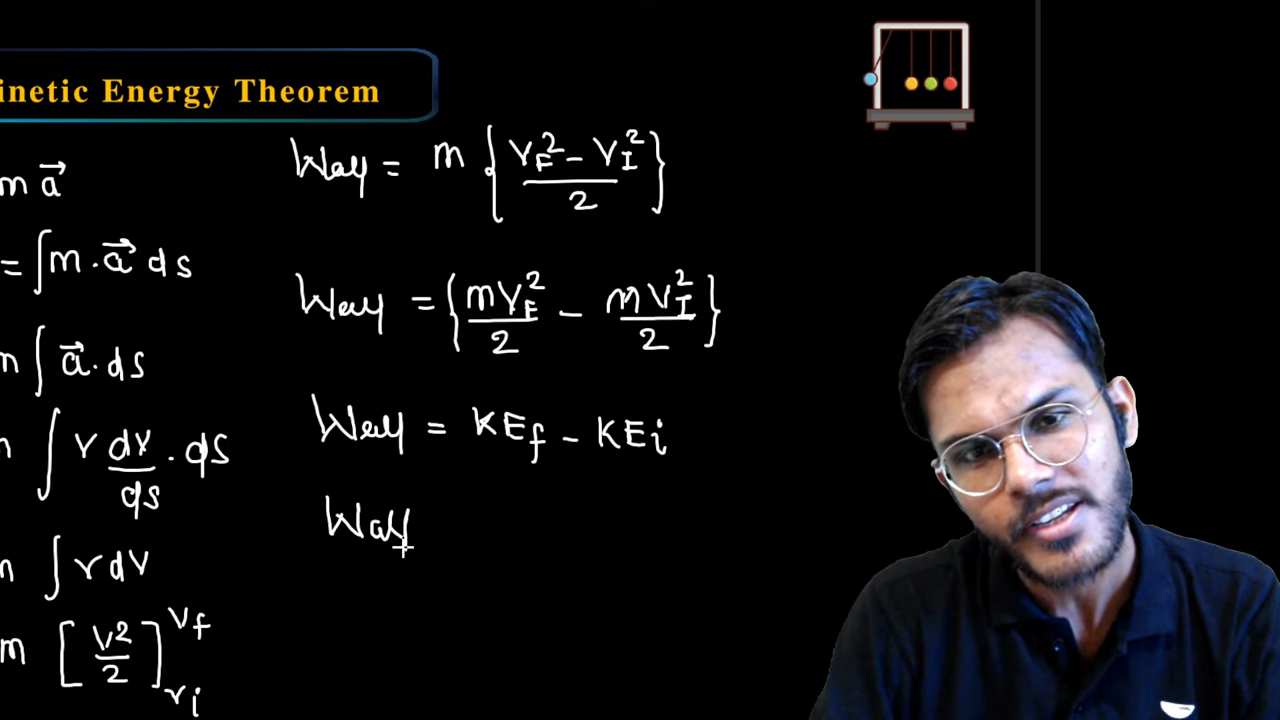 inetic Energy Theorem
m a⃗
= ∫ m · a⃗ ds
m ∫ a⃗ · ds
m ∫ v dv/ds · ds
m ∫ v dv
m [v²/2] vf vi
Wall = m { VF² − VI² / 2 }
Wall = { mVF²/2 − mVI²/2 }
Wall = KEf − KEi
Wall